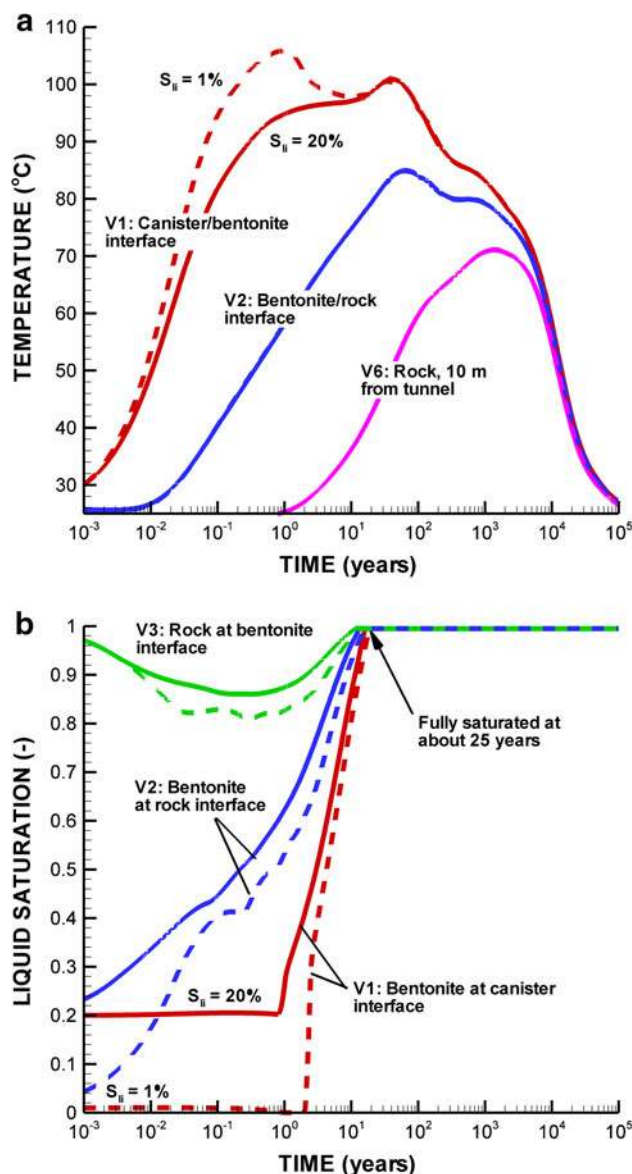 a
110
100
90
80
70
60
50
40
30
TEMPERATURE (°C)
S_li = 1%
S_li = 20%
V1: Canister/bentonite
interface
V2: Bentonite/rock
interface
V6: Rock, 10 m
from tunnel
10^-3 10^-2 10^-1 10^0 10^1 10^2 10^3 10^4 10^5
TIME (years)
b
1
0.9
0.8
0.7
0.6
0.5
0.4
0.3
0.2
0.1
0
LIQUID SATURATION (-)
V3: Rock at bentonite
interface
Fully saturated at
about 25 years
V2: Bentonite
at rock interface
S_li = 20%
V1: Bentonite at canister
interface
S_li = 1%
10^-3 10^-2 10^-1 10^0 10^1 10^2 10^3 10^4 10^5
TIME (years)